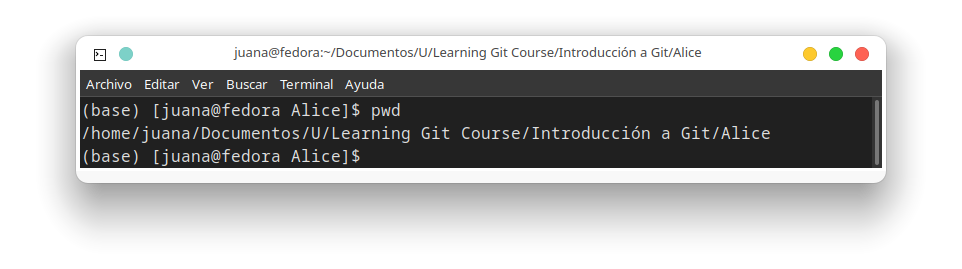 juana@fedora:~/Documentos/U/Learning Git Course/Introducción a Git/Alice
Archivo Editar Ver Buscar Terminal Ayuda
(base) [juana@fedora Alice]$ pwd
/home/juana/Documentos/U/Learning Git Course/Introducción a Git/Alice
(base) [juana@fedora Alice]$